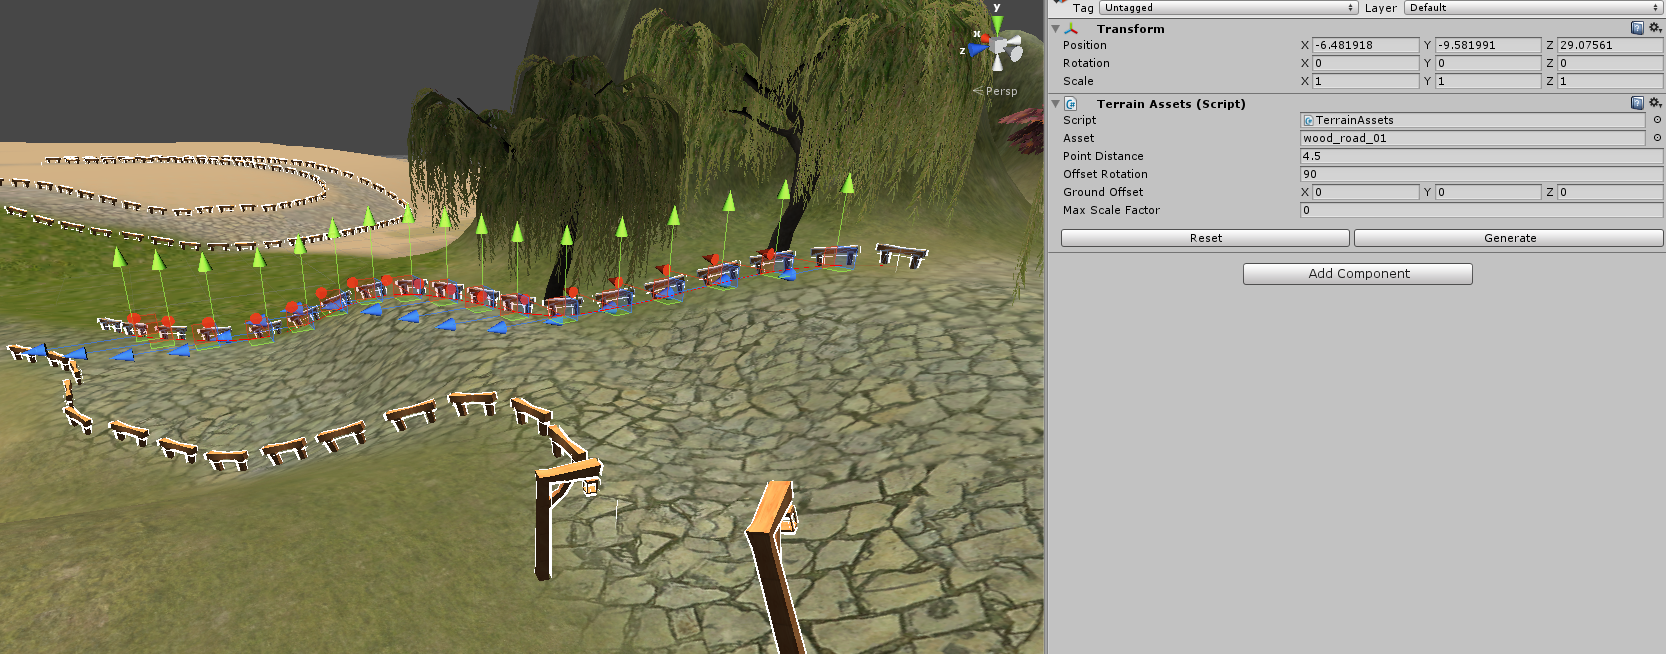 Tag Untagged Layer Default
y
x
z
Persp
Transform
Position X -6.481918 Y -9.581991 Z 29.07561
Rotation X 0 Y 0 Z 0
Scale X 1 Y 1 Z 1
Terrain Assets (Script)
Script TerrainAssets
Asset wood_road_01
Point Distance 4.5
Offset Rotation 90
Ground Offset X 0 Y 0 Z 0
Max Scale Factor 0
Reset Generate
Add Component